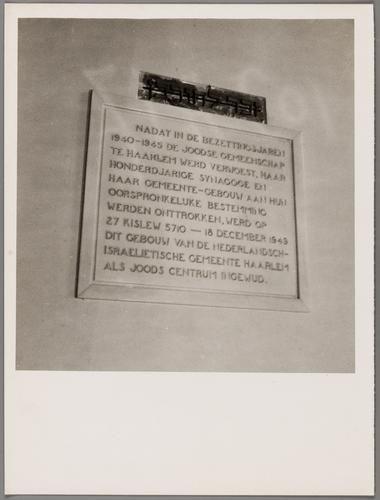 NADAT IN DE BEZETTINGSJAREN
1940-1945 DE JOODSE GEMEENSCHAP
TE HAARLEM WERD VERWOEST, HAAR
HONDERDJARIGE SYNAGOGE EN
HAAR GEMEENTE-GEBOUW AAN HUN
OORSPRONKELIJKE BESTEMMING
WERDEN ONTTROKKEN, WERD OP
27 KISLEW 5710 — 18 DECEMBER 1949
DIT GEBOUW VAN DE NEDERLANDSCH-
ISRAELIETISCHE GEMEENTE HAARLEM
ALS JOODS CENTRUM INGEWIJD.